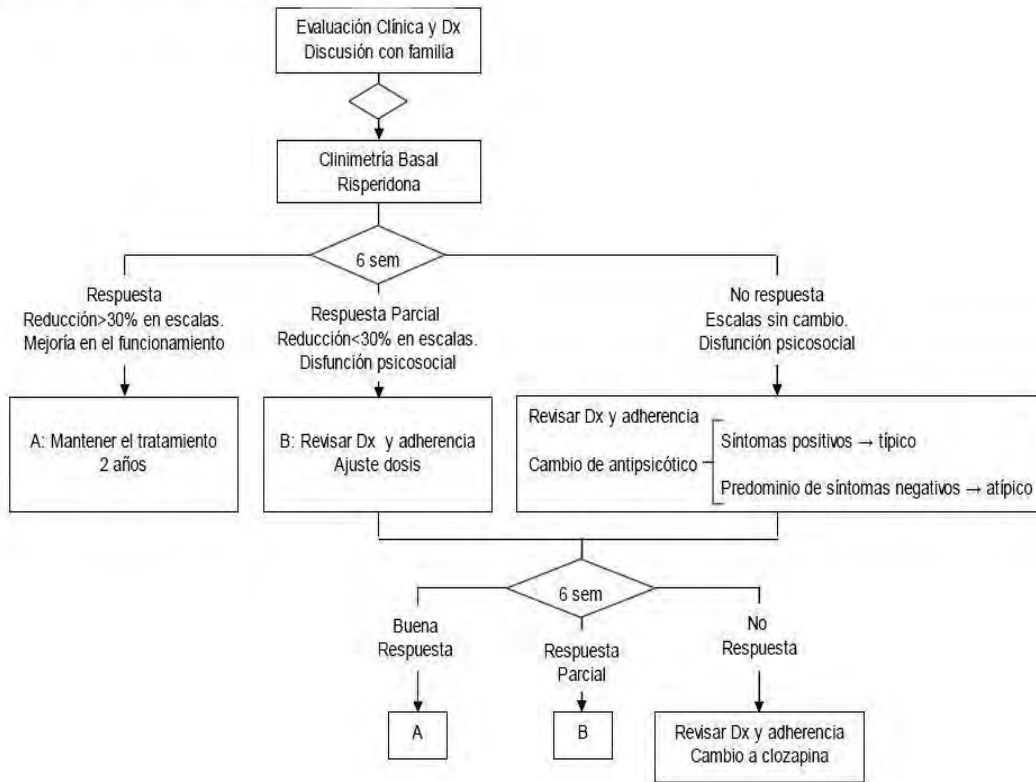 Evaluación Clínica y Dx
Discusión con familia
Clinimetría Basal
Risperidona
6 sem
Respuesta
Reducción>30% en escalas.
Mejoría en el funcionamiento
Respuesta Parcial
Reducción<30% en escalas.
Disfunción psicosocial
No respuesta
Escalas sin cambio.
Disfunción psicosocial
A: Mantener el tratamiento
2 años
B: Revisar Dx y adherencia
Ajuste dosis
Revisar Dx y adherencia
Cambio de antipsicótico
Síntomas positivos → típico
Predominio de síntomas negativos → atípico
6 sem
Buena
Respuesta
Respuesta
Parcial
No
Respuesta
A
B
Revisar Dx y adherencia
Cambio a clozapina